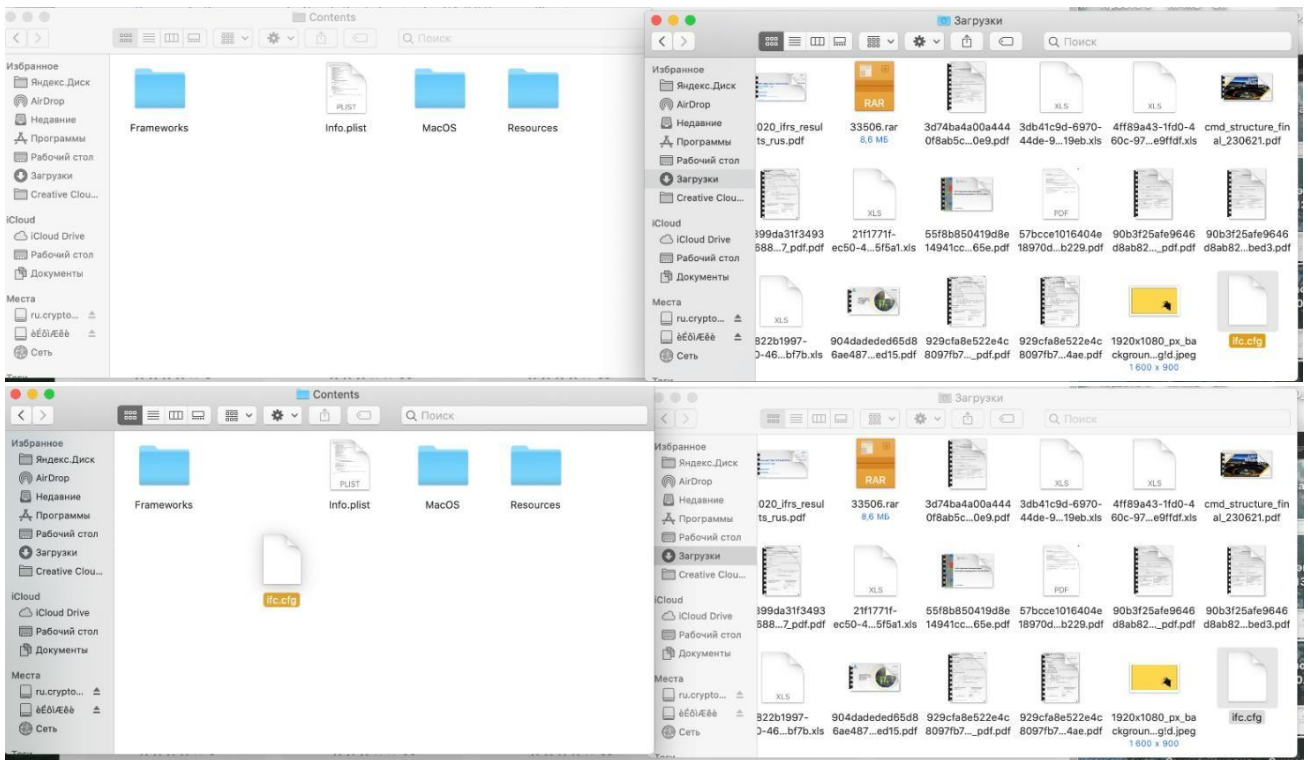 Contents
Поиск
Избранное
Яндекс.Диск
AirDrop
Недавние
Программы
Рабочий стол
Загрузки
Creative Clou...
iCloud
iCloud Drive
Рабочий стол
Документы
Места
ru.crypto...
èÉôìÆêè
Сеть
Frameworks
PLIST
Info.plist
MacOS
Resources
Загрузки
Поиск
Избранное
Яндекс.Диск
AirDrop
Недавние
Программы
Рабочий стол
Загрузки
Creative Clou...
iCloud
iCloud Drive
Рабочий стол
Документы
Места
ru.crypto...
èÉôìÆêè
Сеть
RAR
XLS
XLS
020_ifrs_resul
ts_rus.pdf
33506.rar
8,6 МБ
3d74ba4a00a444
0f8ab5c...0e9.pdf
3db41c9d-6970-
44de-9...19eb.xls
4ff89a43-1fd0-4
60c-97...e9ffdf.xls
cmd_structure_fin
al_230621.pdf
XLS
PDF
399da31f3493
688...7_pdf.pdf
21f1771f-
ec50-4...5f5a1.xls
55f8b850419d8e
14941cc...65e.pdf
57bcce1016404e
18970d...b229.pdf
90b3f25afe9646
d8ab82..._pdf.pdf
90b3f25afe9646
d8ab82...bed3.pdf
XLS
822b1997-
0-46...bf7b.xls
904dadeded65d8
6ae487...ed15.pdf
929cfa8e522e4c
8097fb7..._pdf.pdf
929cfa8e522e4c
8097fb7...4ae.pdf
1920x1080_px_ba
ckgroun...g!d.jpeg
1 600 x 900
ifc.cfg
Contents
Поиск
Избранное
Яндекс.Диск
AirDrop
Недавние
Программы
Рабочий стол
Загрузки
Creative Clou...
iCloud
iCloud Drive
Рабочий стол
Документы
Места
ru.crypto...
èÉôìÆêè
Сеть
Frameworks
PLIST
Info.plist
MacOS
Resources
ifc.cfg
Загрузки
Поиск
Избранное
Яндекс.Диск
AirDrop
Недавние
Программы
Рабочий стол
Загрузки
Creative Clou...
iCloud
iCloud Drive
Рабочий стол
Документы
Места
ru.crypto...
èÉôìÆêè
Сеть
RAR
XLS
XLS
020_ifrs_resul
ts_rus.pdf
33506.rar
8,6 МБ
3d74ba4a00a444
0f8ab5c...0e9.pdf
3db41c9d-6970-
44de-9...19eb.xls
4ff89a43-1fd0-4
60c-97...e9ffdf.xls
cmd_structure_fin
al_230621.pdf
XLS
PDF
399da31f3493
688...7_pdf.pdf
21f1771f-
ec50-4...5f5a1.xls
55f8b850419d8e
14941cc...65e.pdf
57bcce1016404e
18970d...b229.pdf
90b3f25afe9646
d8ab82..._pdf.pdf
90b3f25afe9646
d8ab82...bed3.pdf
XLS
822b1997-
0-46...bf7b.xls
904dadeded65d8
6ae487...ed15.pdf
929cfa8e522e4c
8097fb7..._pdf.pdf
929cfa8e522e4c
8097fb7...4ae.pdf
1920x1080_px_ba
ckgroun...g!d.jpeg
1 600 x 900
ifc.cfg